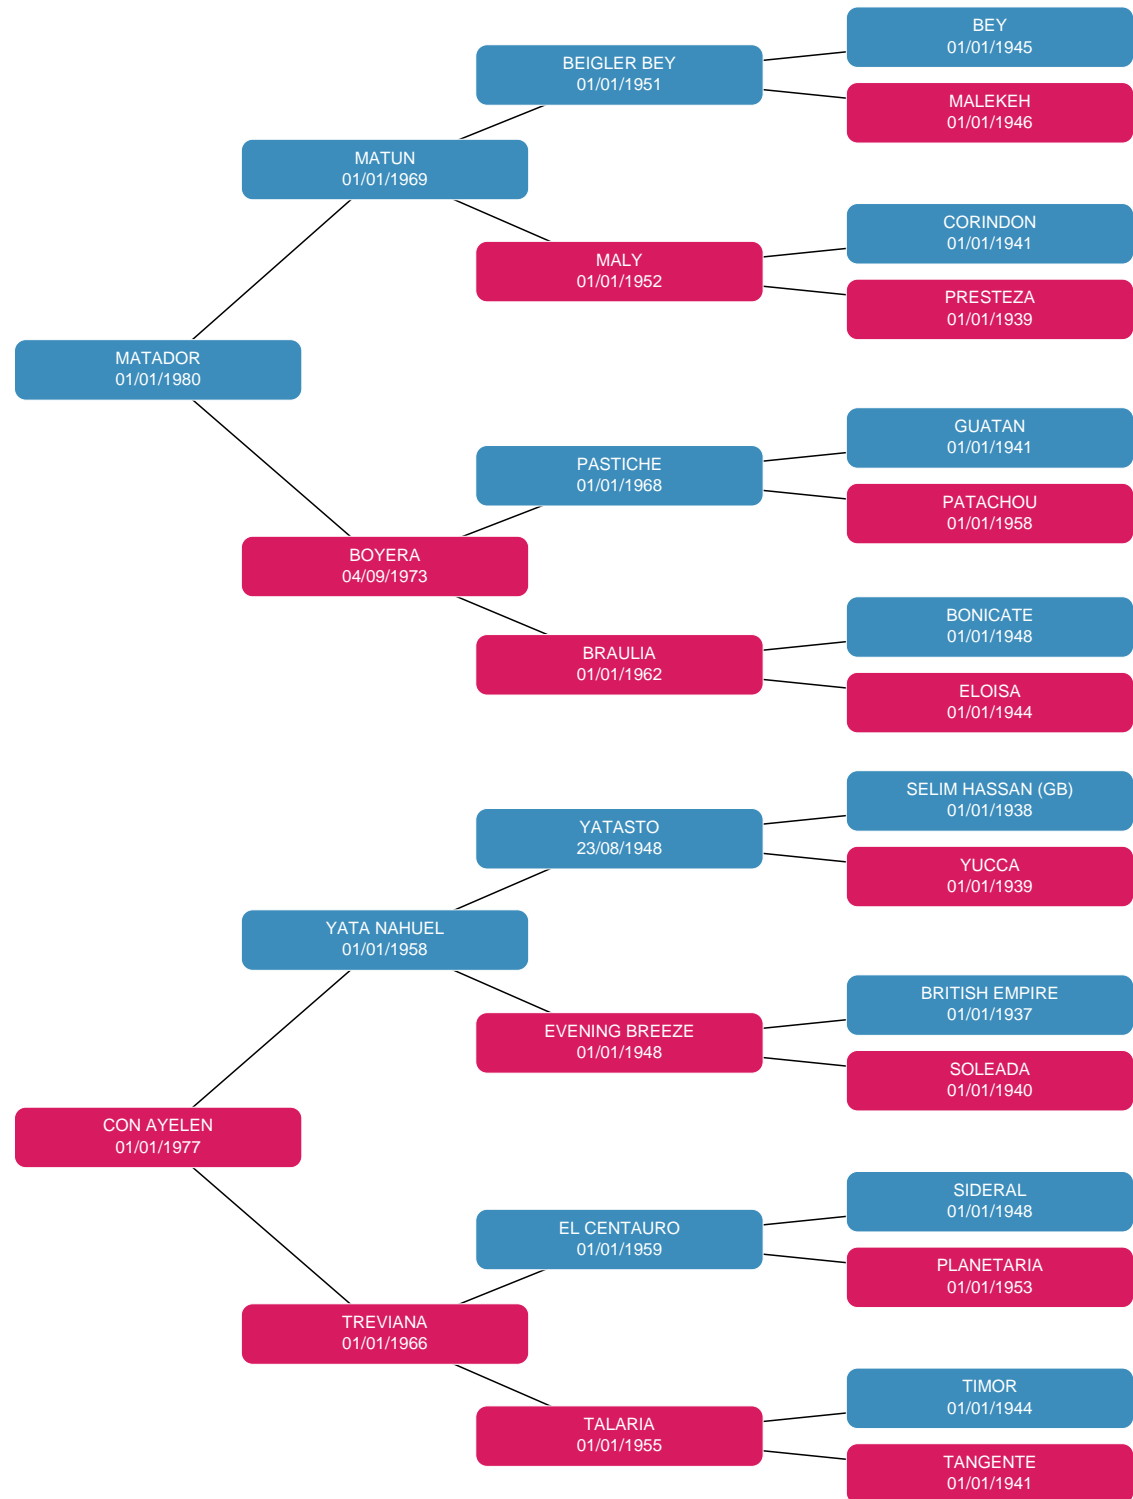 BEY
01/01/1945
BEIGLER BEY
01/01/1951
MALEKEH
01/01/1946
MATUN
01/01/1969
CORINDON
01/01/1941
MALY
01/01/1952
PRESTEZA
01/01/1939
MATADOR
01/01/1980
GUATAN
01/01/1941
PASTICHE
01/01/1968
PATACHOU
01/01/1958
BOYERA
04/09/1973
BONICATE
01/01/1948
BRAULIA
01/01/1962
ELOISA
01/01/1944
SELIM HASSAN (GB)
01/01/1938
YATASTO
23/08/1948
YUCCA
01/01/1939
YATA NAHUEL
01/01/1958
BRITISH EMPIRE
01/01/1937
EVENING BREEZE
01/01/1948
SOLEADA
01/01/1940
CON AYELEN
01/01/1977
SIDERAL
01/01/1948
EL CENTAURO
01/01/1959
PLANETARIA
01/01/1953
TREVIANA
01/01/1966
TIMOR
01/01/1944
TALARIA
01/01/1955
TANGENTE
01/01/1941